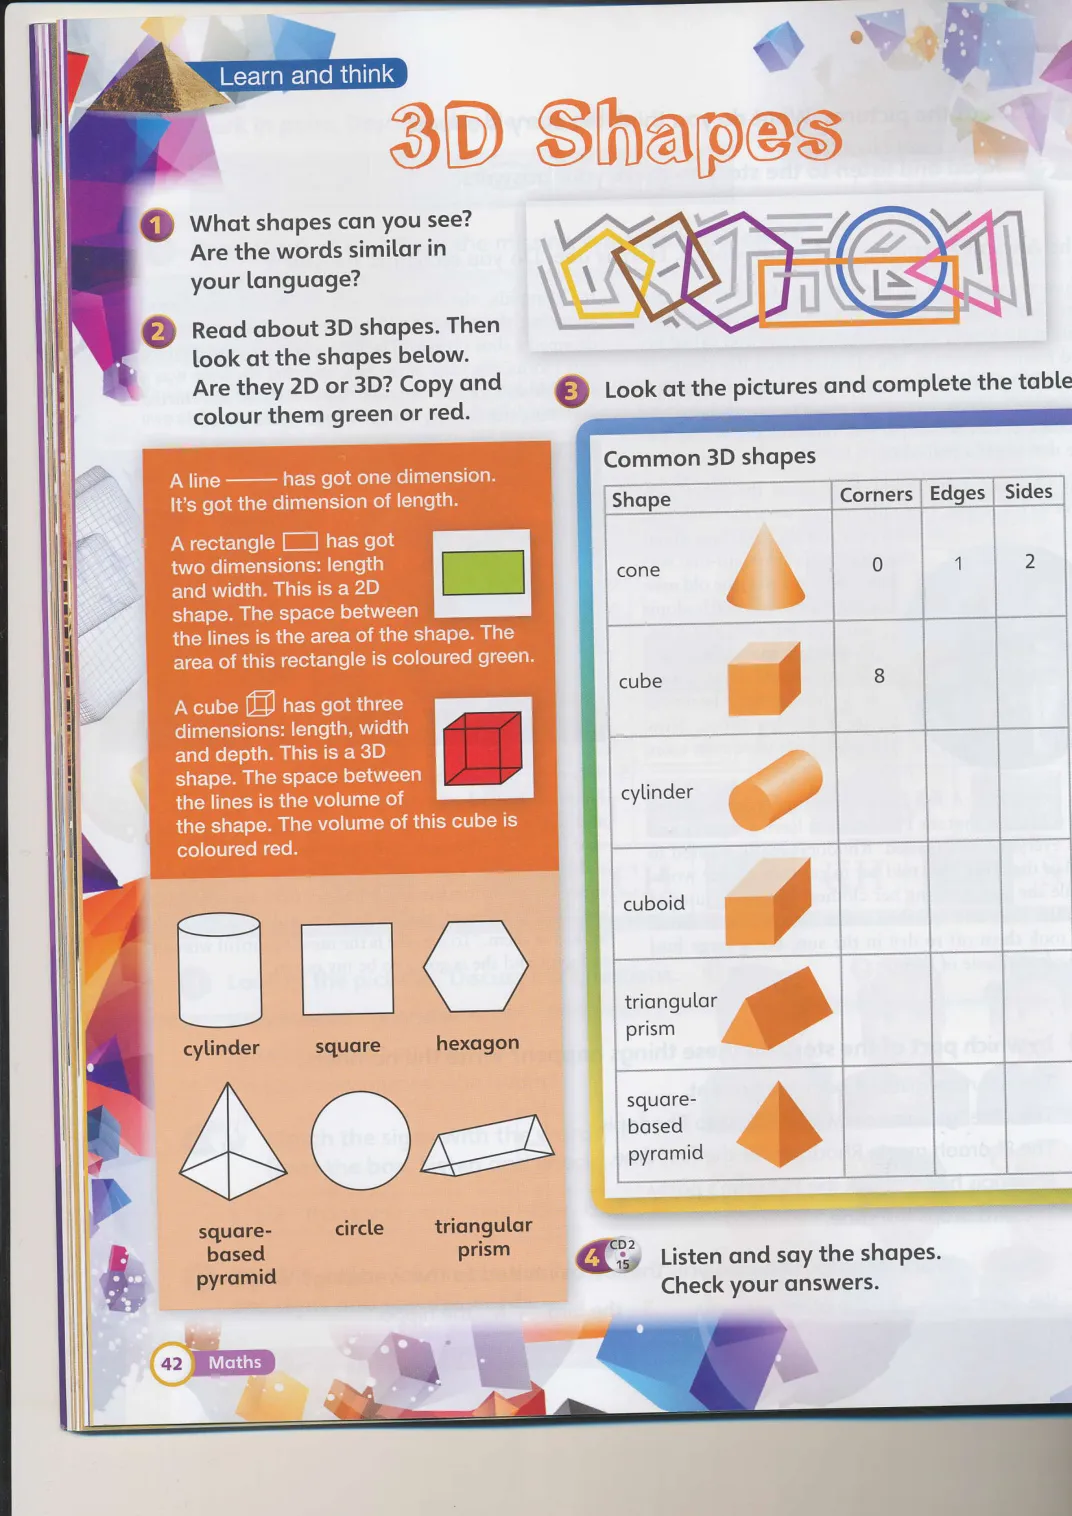 Learn and think
3D Shapes
1 What shapes can you see?
Are the words similar in
your language?
2 Read about 3D shapes. Then
look at the shapes below.
Are they 2D or 3D? Copy and
colour them green or red.
A line has got one dimension.
It's got the dimension of length.
A rectangle has got
two dimensions: length
and width. This is a 2D
shape. The space between
the lines is the area of the shape. The
area of this rectangle is coloured green.
A cube has got three
dimensions: length, width
and depth. This is a 3D
shape. The space between
the lines is the volume of
the shape. The volume of this cube is
coloured red.
cylinder square hexagon
square-
based
pyramid
circle
triangular
prism
3 Look at the pictures and complete the table
Common 3D shapes
Shape Corners Edges Sides
cone 0 1 2
cube 8
cylinder
cuboid
triangular
prism
square-
based
pyramid
4 CD2
15
Listen and say the shapes.
Check your answers.
42 Maths